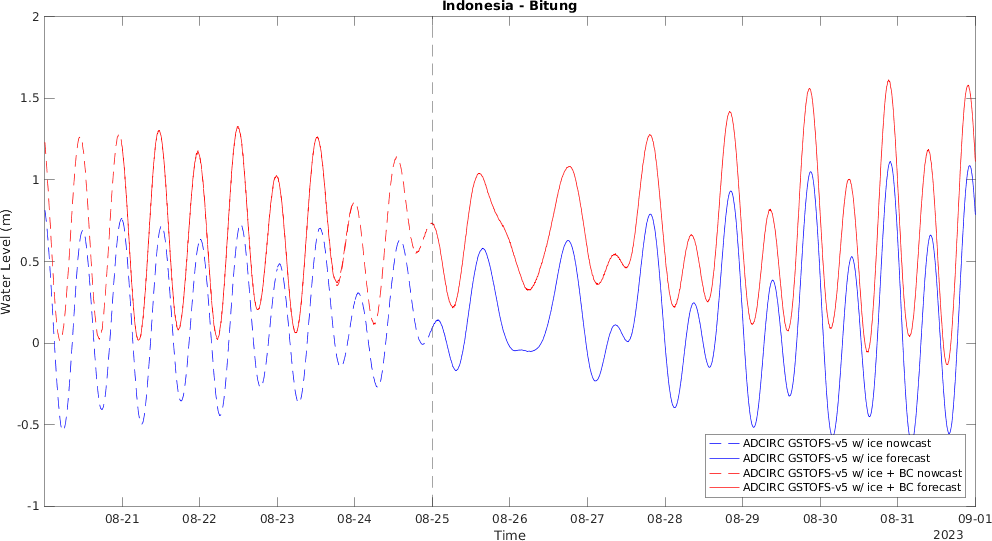 Indonesia - Bitung
2
1.5
1
0.5
0
-0.5
-1
Water Level (m)
ADCIRC GSTOFS-v5 w/ ice nowcast
ADCIRC GSTOFS-v5 w/ ice forecast
ADCIRC GSTOFS-v5 w/ ice + BC nowcast
ADCIRC GSTOFS-v5 w/ ice + BC forecast
08-21 08-22 08-23 08-24 08-25 08-26 08-27 08-28 08-29 08-30 08-31 09-01
Time
2023